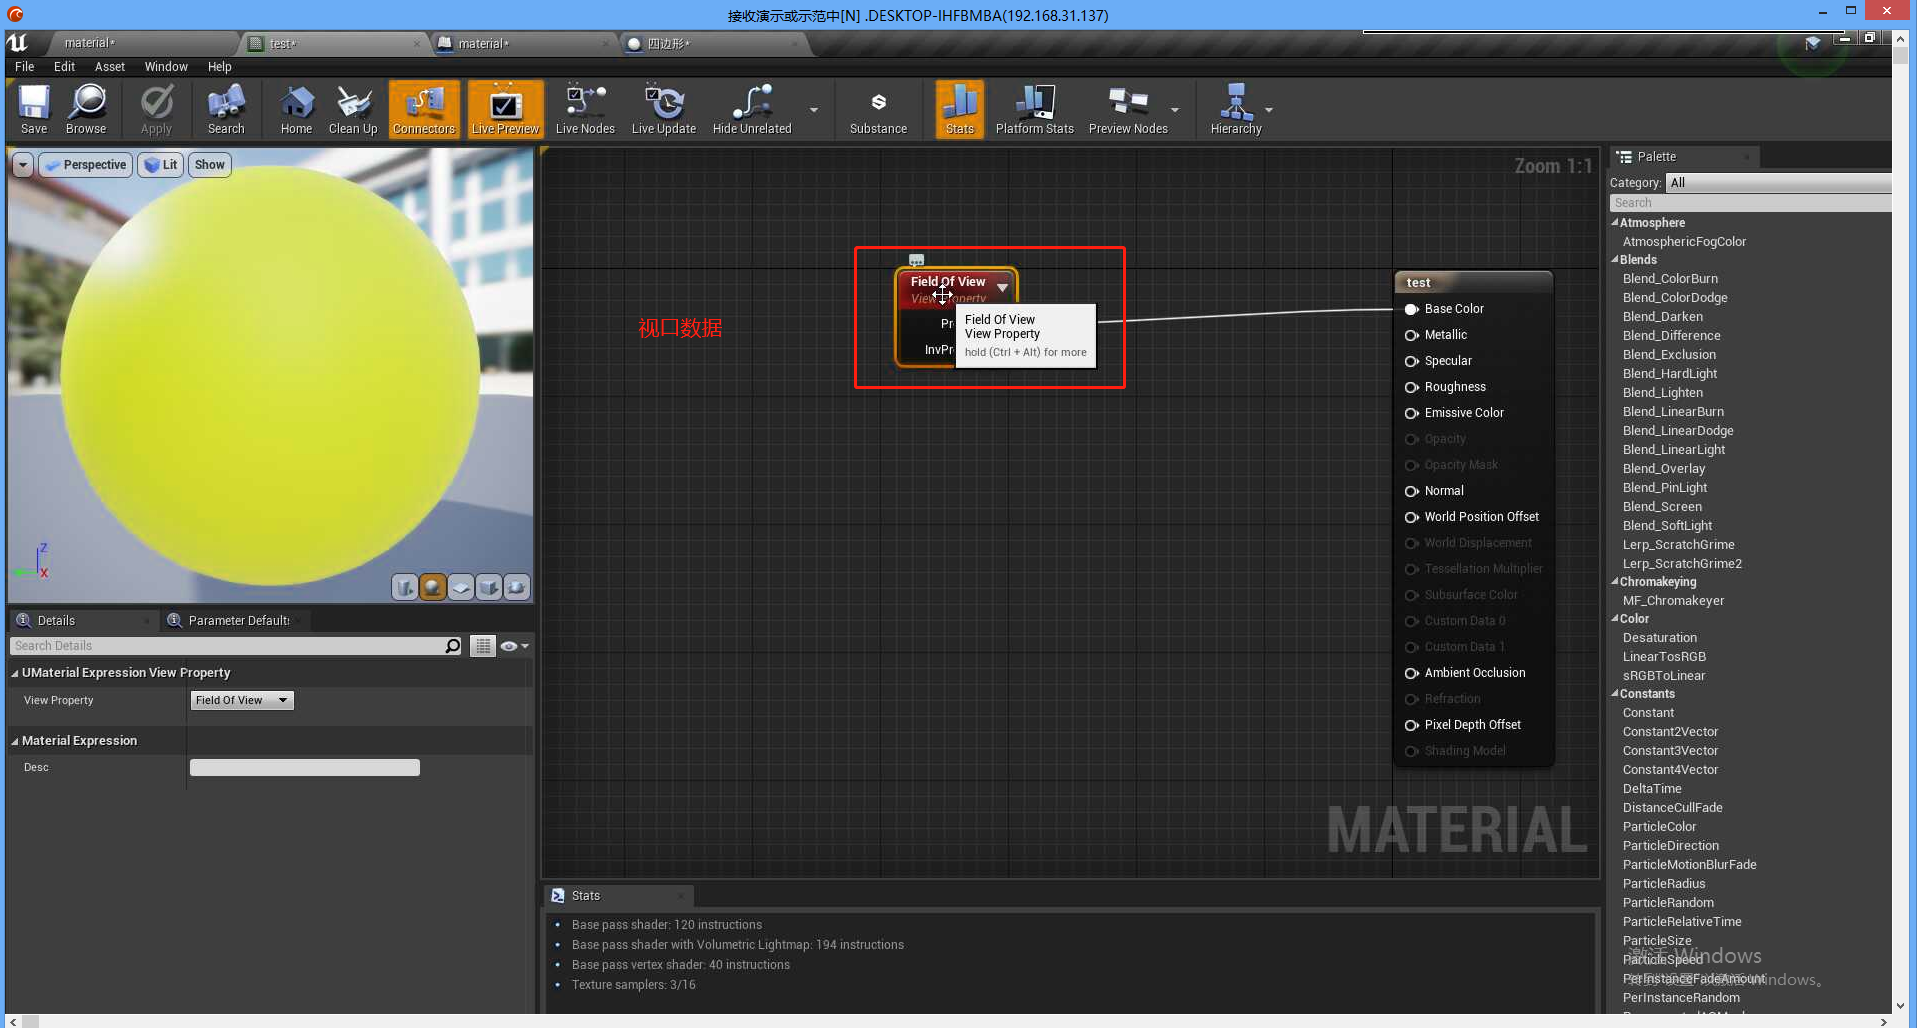 接收演示或示范中[N] .DESKTOP-IHFBMBA(192.168.31.137)
material*
test*
material*
四边形*
File Edit Asset Window Help
Save
Browse
Apply
Search
Home
Clean Up
Connectors
Live Preview
Live Nodes
Live Update
Hide Unrelated
Substance
Stats
Platform Stats
Preview Nodes
Hierarchy
Perspective
Lit
Show
Z
X
Details
Parameter Defaults
Search Details
UMaterial Expression View Property
View Property
Field Of View
Material Expression
Desc
Zoom 1:1
视口数据
Field Of View
View Property
InvPr
Field Of View
View Property
hold (Ctrl + Alt) for more
test
Base Color
Metallic
Specular
Roughness
Emissive Color
Opacity
Opacity Mask
Normal
World Position Offset
World Displacement
Tessellation Multiplier
Subsurface Color
Custom Data 0
Custom Data 1
Ambient Occlusion
Refraction
Pixel Depth Offset
Shading Model
MATERIAL
Stats
Base pass shader: 120 instructions
Base pass shader with Volumetric Lightmap: 194 instructions
Base pass vertex shader: 40 instructions
Texture samplers: 3/16
Palette
Category: All
Search
Atmosphere
AtmosphericFogColor
Blends
Blend_ColorBurn
Blend_ColorDodge
Blend_Darken
Blend_Difference
Blend_Exclusion
Blend_HardLight
Blend_Lighten
Blend_LinearBurn
Blend_LinearDodge
Blend_LinearLight
Blend_Overlay
Blend_PinLight
Blend_Screen
Blend_SoftLight
Lerp_ScratchGrime
Lerp_ScratchGrime2
Chromakeying
MF_Chromakeyer
Color
Desaturation
LinearTosRGB
sRGBToLinear
Constants
Constant
Constant2Vector
Constant3Vector
Constant4Vector
DeltaTime
DistanceCullFade
ParticleColor
ParticleDirection
ParticleMotionBlurFade
ParticleRadius
ParticleRandom
ParticleRelativeTime
ParticleSize
ParticleSpeed
激活 Windows
PerInstanceFadeAmount
PerInstanceRandom